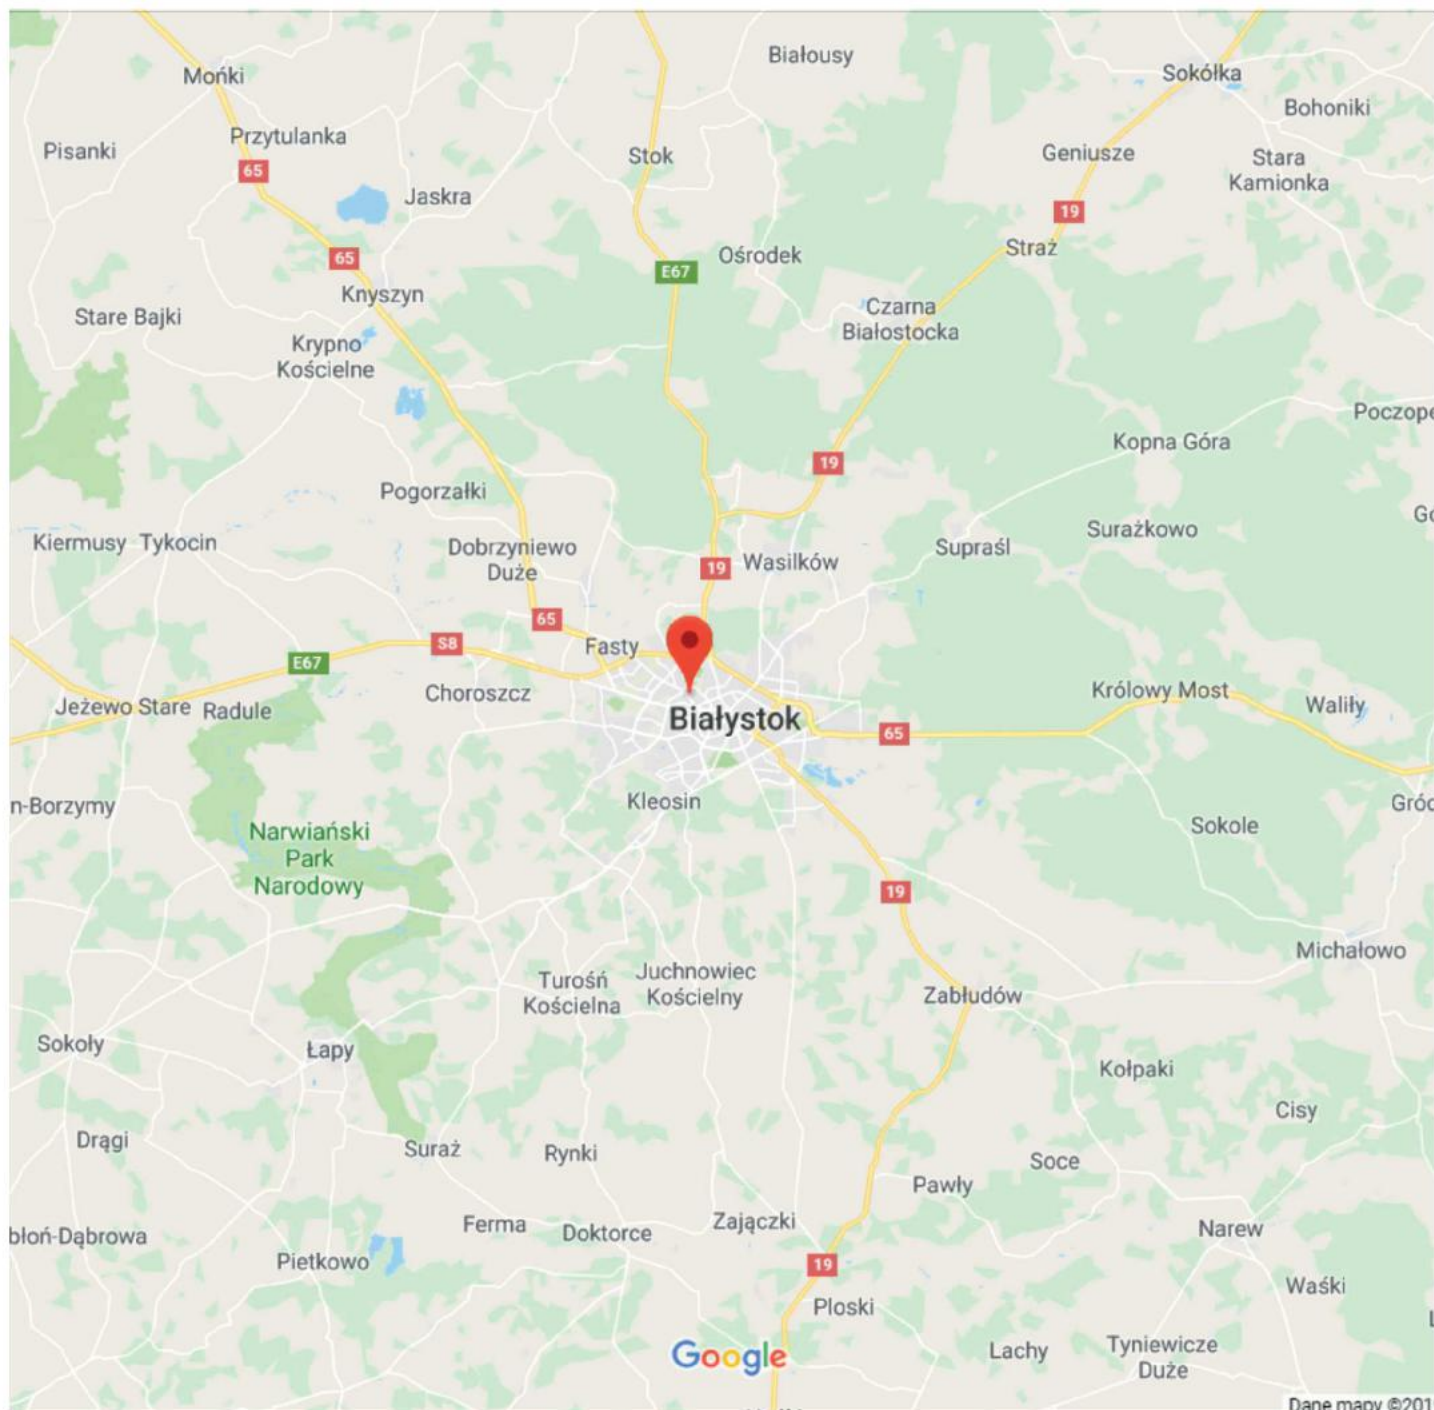 Białousy
Sokółka
Mońki
Bohoniki
Przytulanka
Pisanki
Stok
Geniusze
Stara
Kamionka
65
Jaskra
19
Straż
Ośrodek
65
E67
Knyszyn
Czarna
Białostocka
Stare Bajki
Krypno
Kościelne
Poczope
Kopna Góra
19
Pogorzałki
Go
Surażkowo
Kiermusy
Tykocin
Dobrzyniewo
Duże
Supraśl
Wasilków
19
65
Fasty
S8
E67
Choroszcz
Królowy Most
Jeżewo Stare
Radule
Waliły
Białystok
65
Kleosin
n-Borzymy
Gród
Sokole
Narwiański
Park
Narodowy
19
Michałowo
Turośń
Kościelna
Juchnowiec
Kościelny
Zabłudów
Sokoły
Łapy
Kołpaki
Cisy
Drągi
Suraż
Rynki
Soce
Pawły
Ferma
Doktorce
Zajączki
Narew
błoń-Dąbrowa
Pietkowo
19
Waśki
Ploski
Google
Lachy
Tyniewicze
Duże
Dane mapy ©201